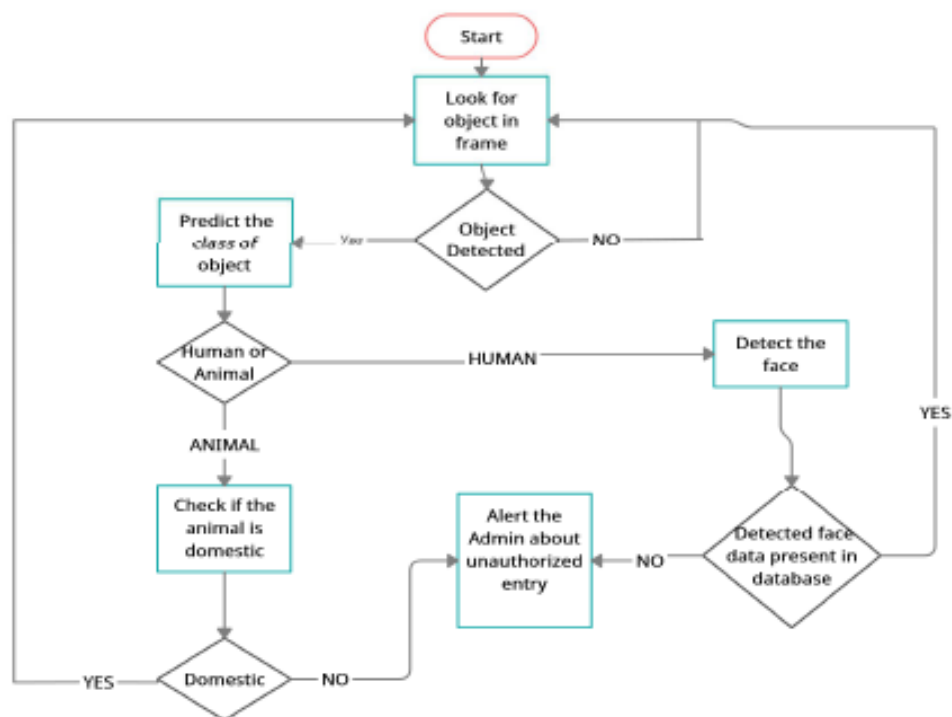 Start
Look for
object in
frame
Object
Detected
NO
Yes
Predict the
class of
object
Human or
Animal
HUMAN
Detect the
face
YES
ANIMAL
Check if the
animal is
domestic
Alert the
Admin about
unauthorized
entry
NO
Detected face
data present in
database
YES
Domestic
NO